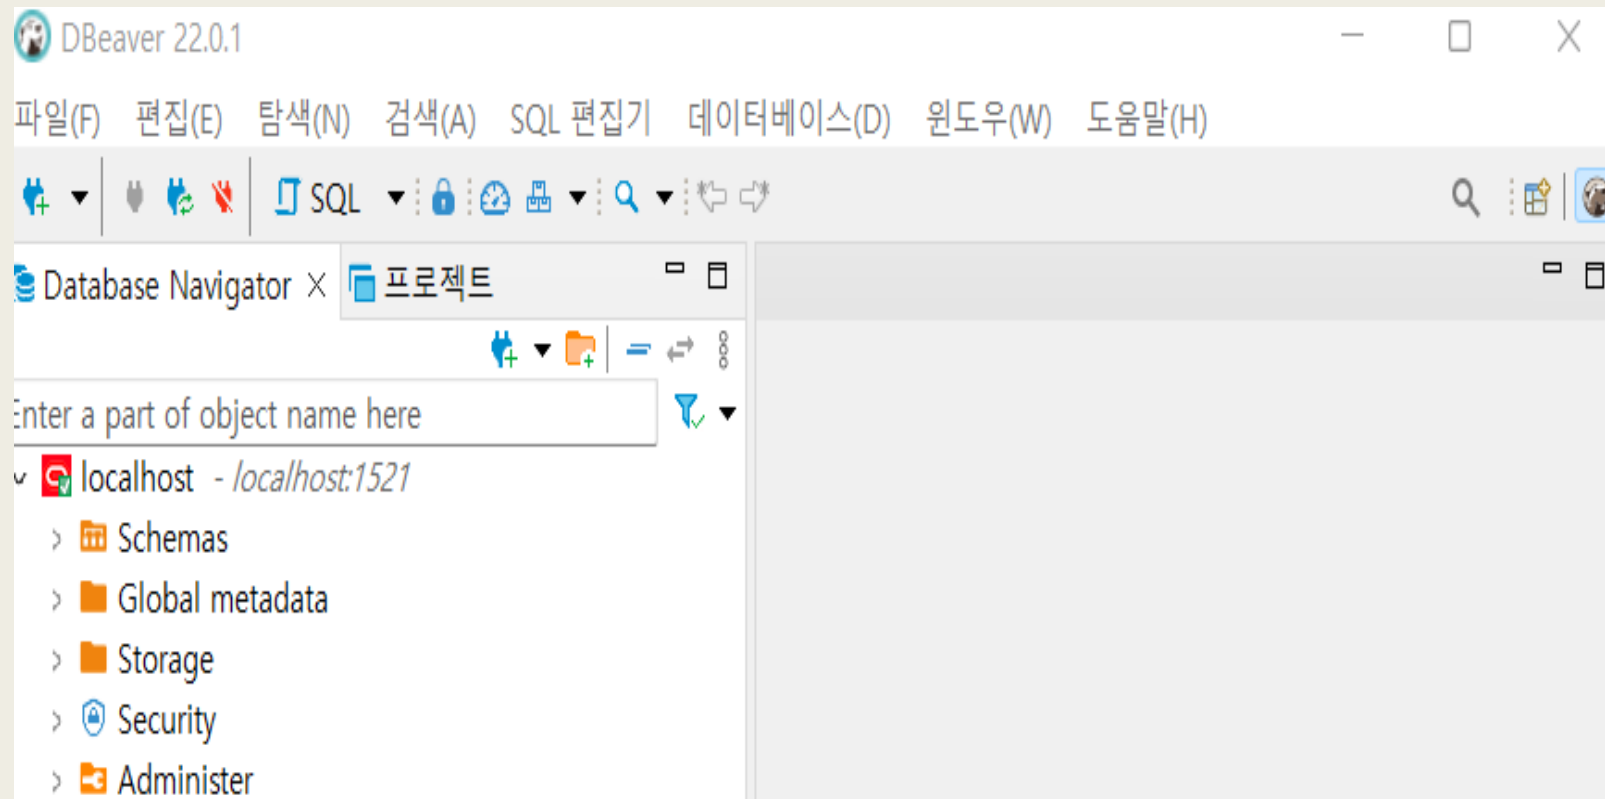 DBeaver 22.0.1
파일(F) 편집(E) 탐색(N) 검색(A) SQL 편집기 데이터베이스(D) 윈도우(W) 도움말(H)
SQL
Database Navigator 프로젝트
Enter a part of object name here
localhost - localhost:1521
Schemas
Global metadata
Storage
Security
Administer